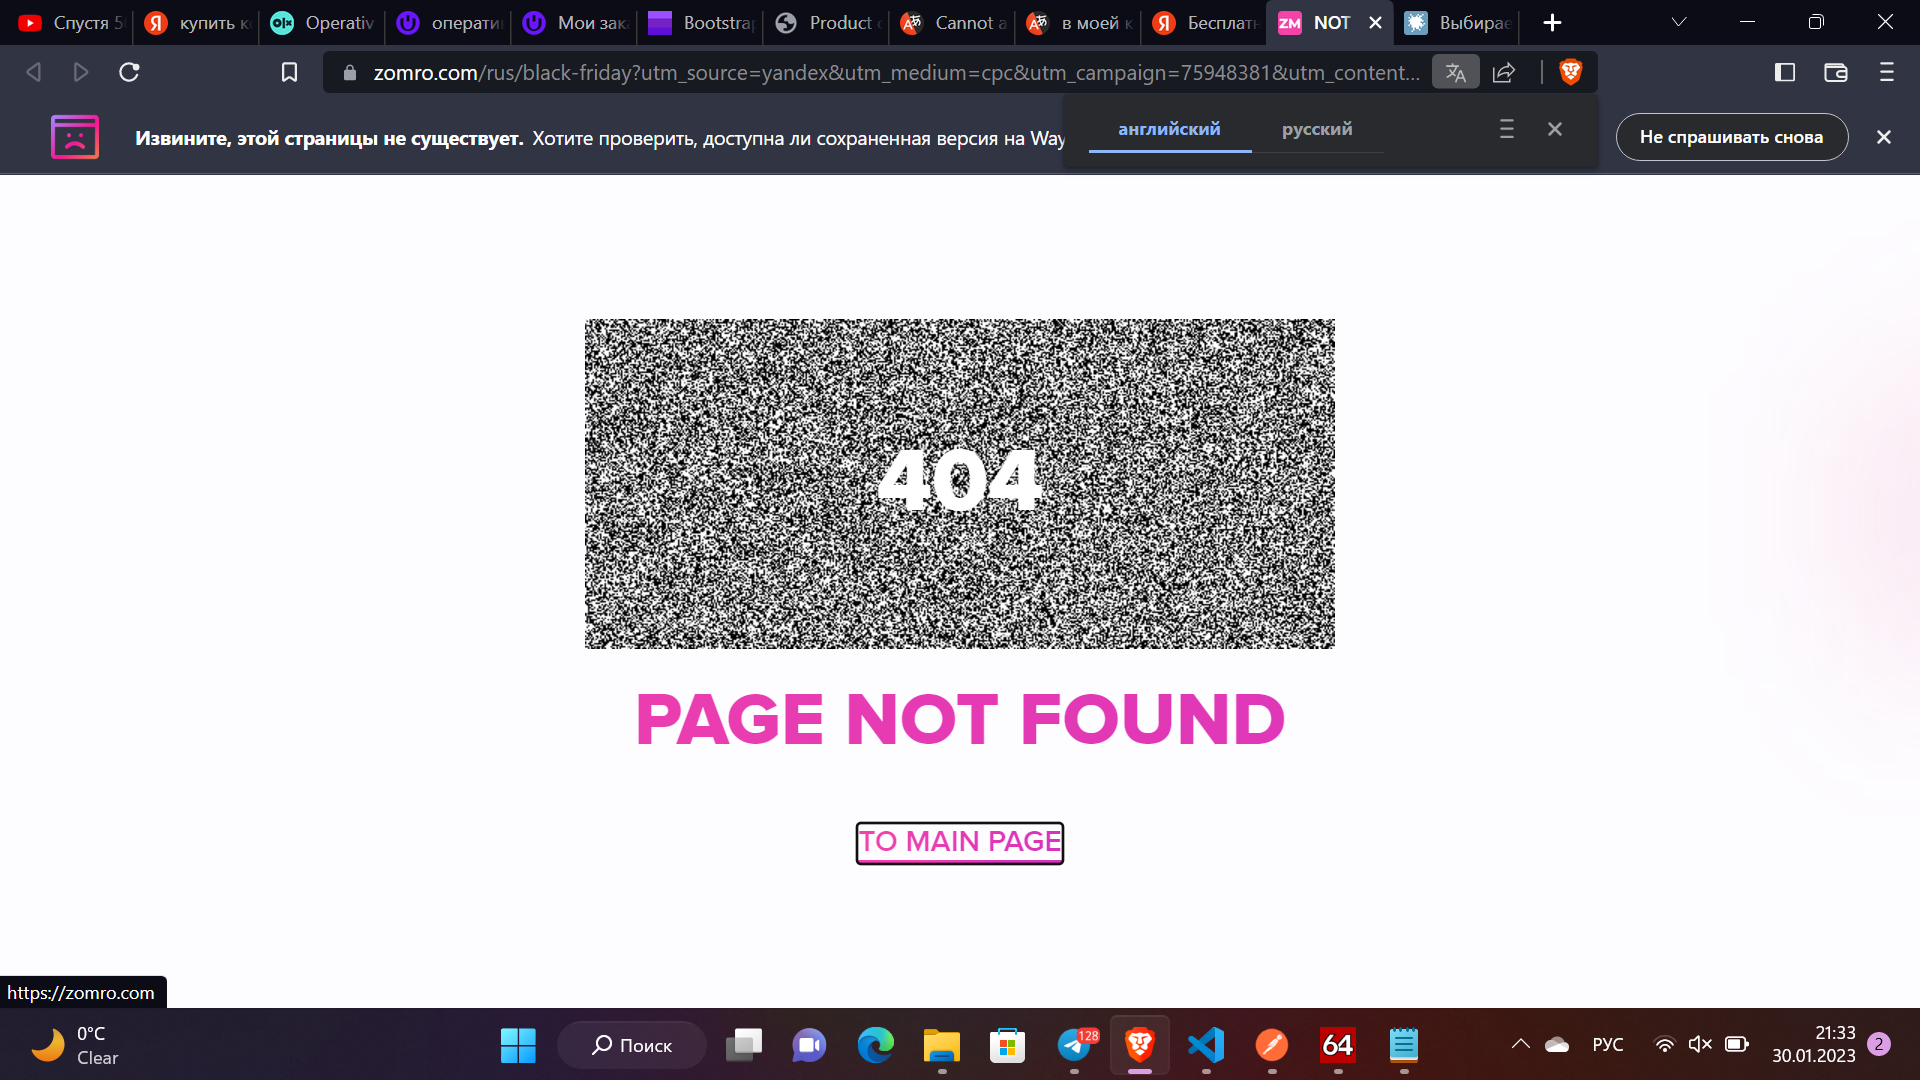 Спустя 5
купить к
Operativ
операти
Мои зак
Bootstrap
Product
Cannot a
в моей к
Бесплатн
ZM NOT
Выбирае
zomro.com/rus/black-friday?utm_source=yandex&utm_medium=cpc&utm_campaign=75948381&utm_content...
Извините, этой страницы не существует. Хотите проверить, доступна ли сохраненная версия на Way
английский русский
Не спрашивать снова
404
PAGE NOT FOUND
TO MAIN PAGE
https://zomro.com
0°C
Clear
Поиск
128
64
РУС
21:33
30.01.2023
2